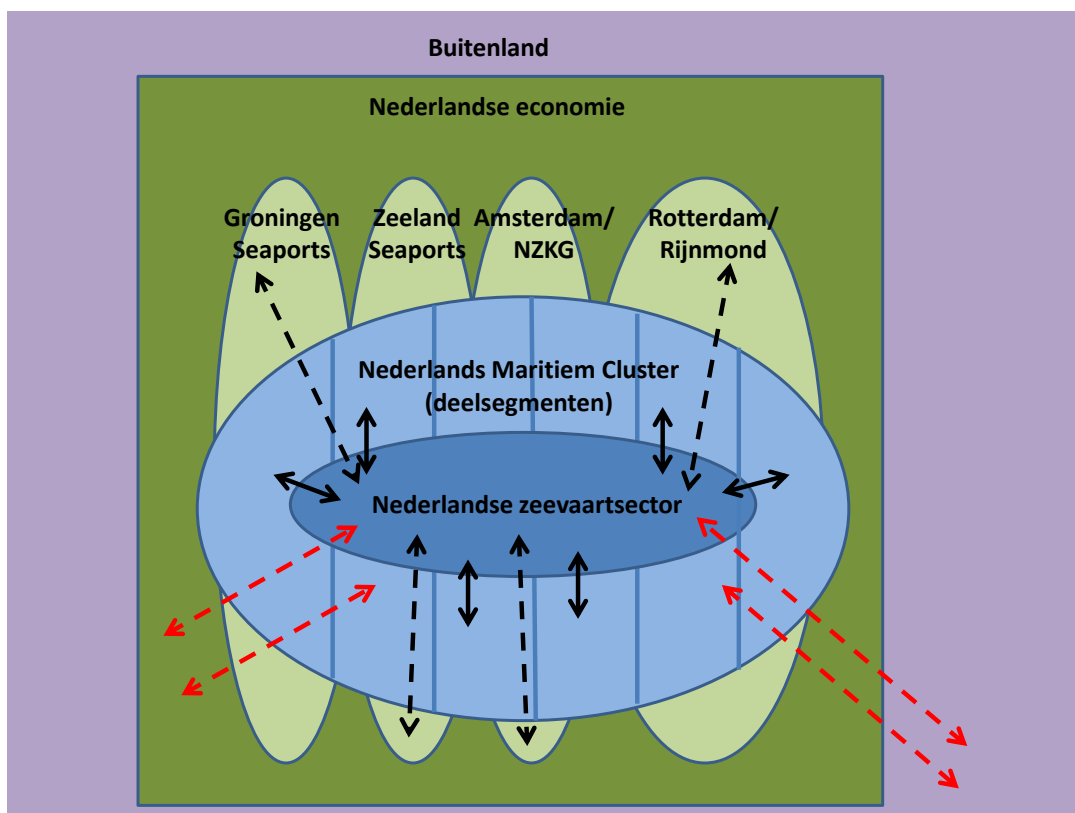 Buitenland
Nederlandse economie
Groningen
Seaports
Zeeland
Seaports
Amsterdam/
NZKG
Rotterdam/
Rijnmond
Nederlands Maritiem Cluster
(deelsegmenten)
Nederlandse zeevaartsector